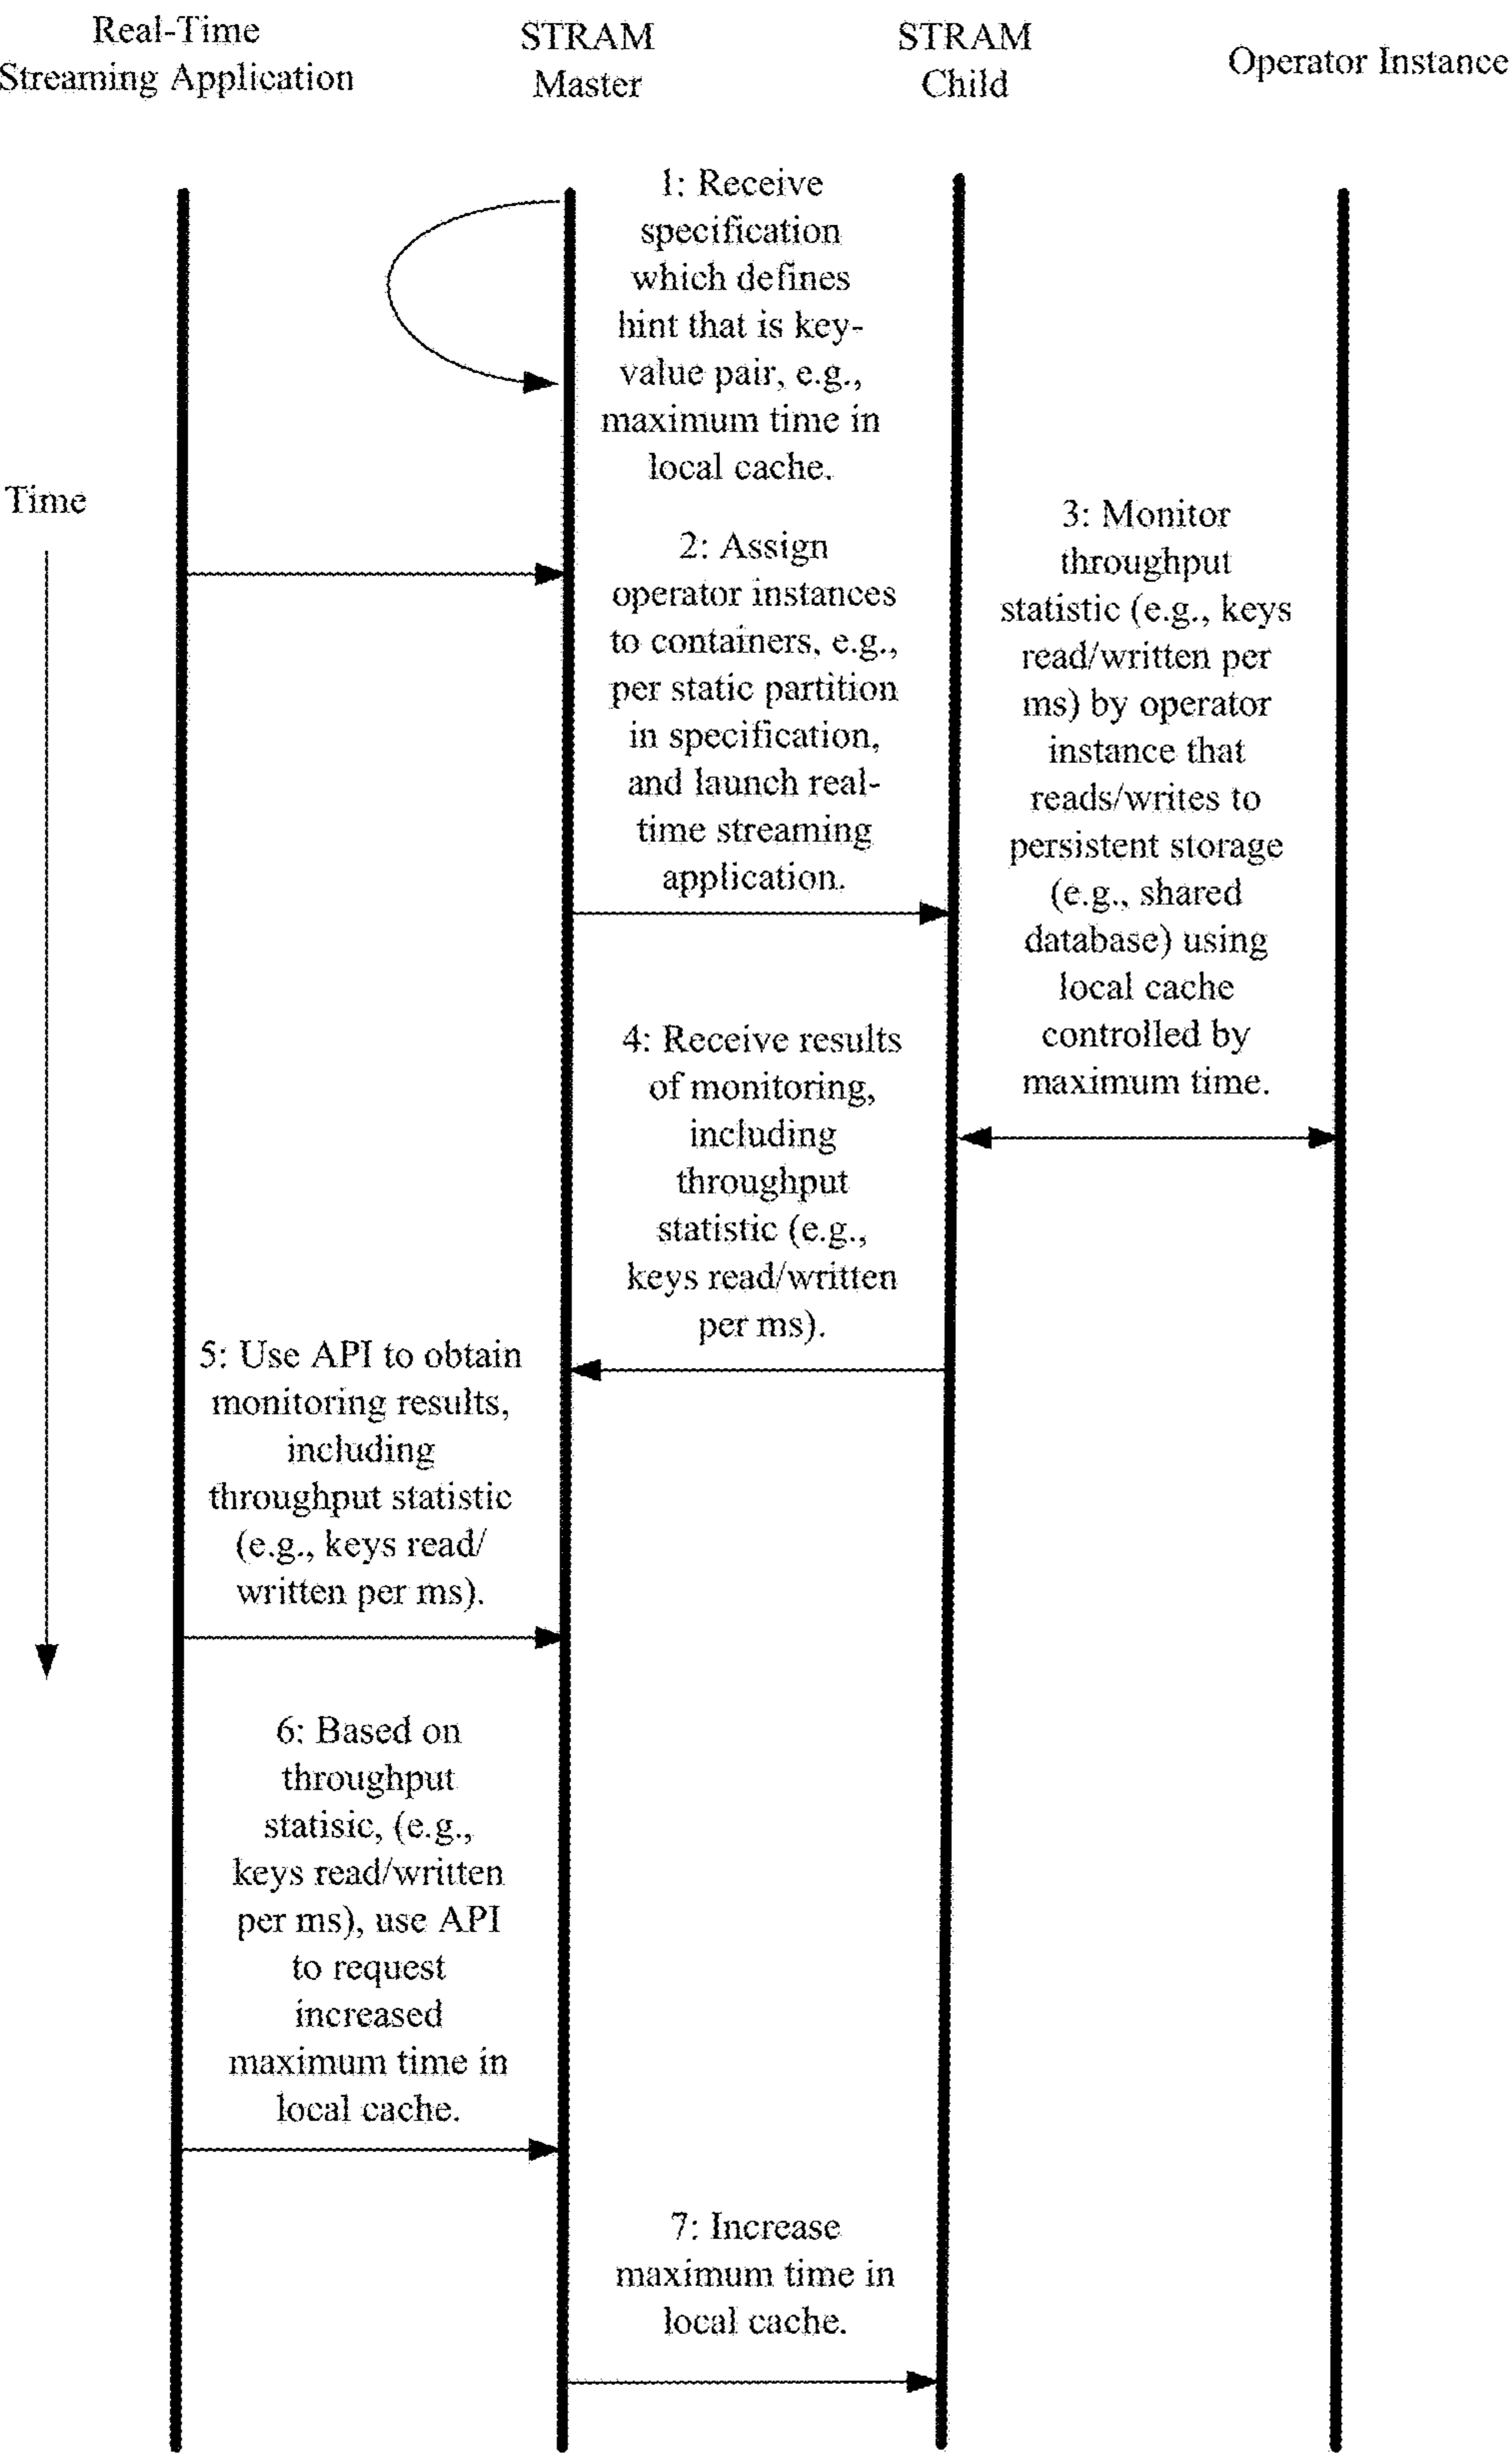 Real-Time
Streaming Application
STRAM
Master
STRAM
Child
Operator Instance
1: Receive
specification
which defines
hint that is key-
value pair, e.g.,
maximum time in
local cache.
Time
2: Assign
operator instances
to containers, e.g.,
per static partition
in specification,
and launch real-
time streaming
application.
3: Monitor
throughput
statistic (e.g., keys
read/written per
ms) by operator
instance that
reads/writes to
persistent storage
(e.g., shared
database) using
local cache
controlled by
maximum time.
4: Receive results
of monitoring,
including
throughput
statistic (e.g.,
keys read/written
per ms).
5: Use API to obtain
monitoring results,
including
throughput statistic
(e.g., keys read/
written per ms).
6: Based on
throughput
statisic, (e.g.,
keys read/written
per ms), use API
to request
increased
maximum time in
local cache.
7: Increase
maximum time in
local cache.